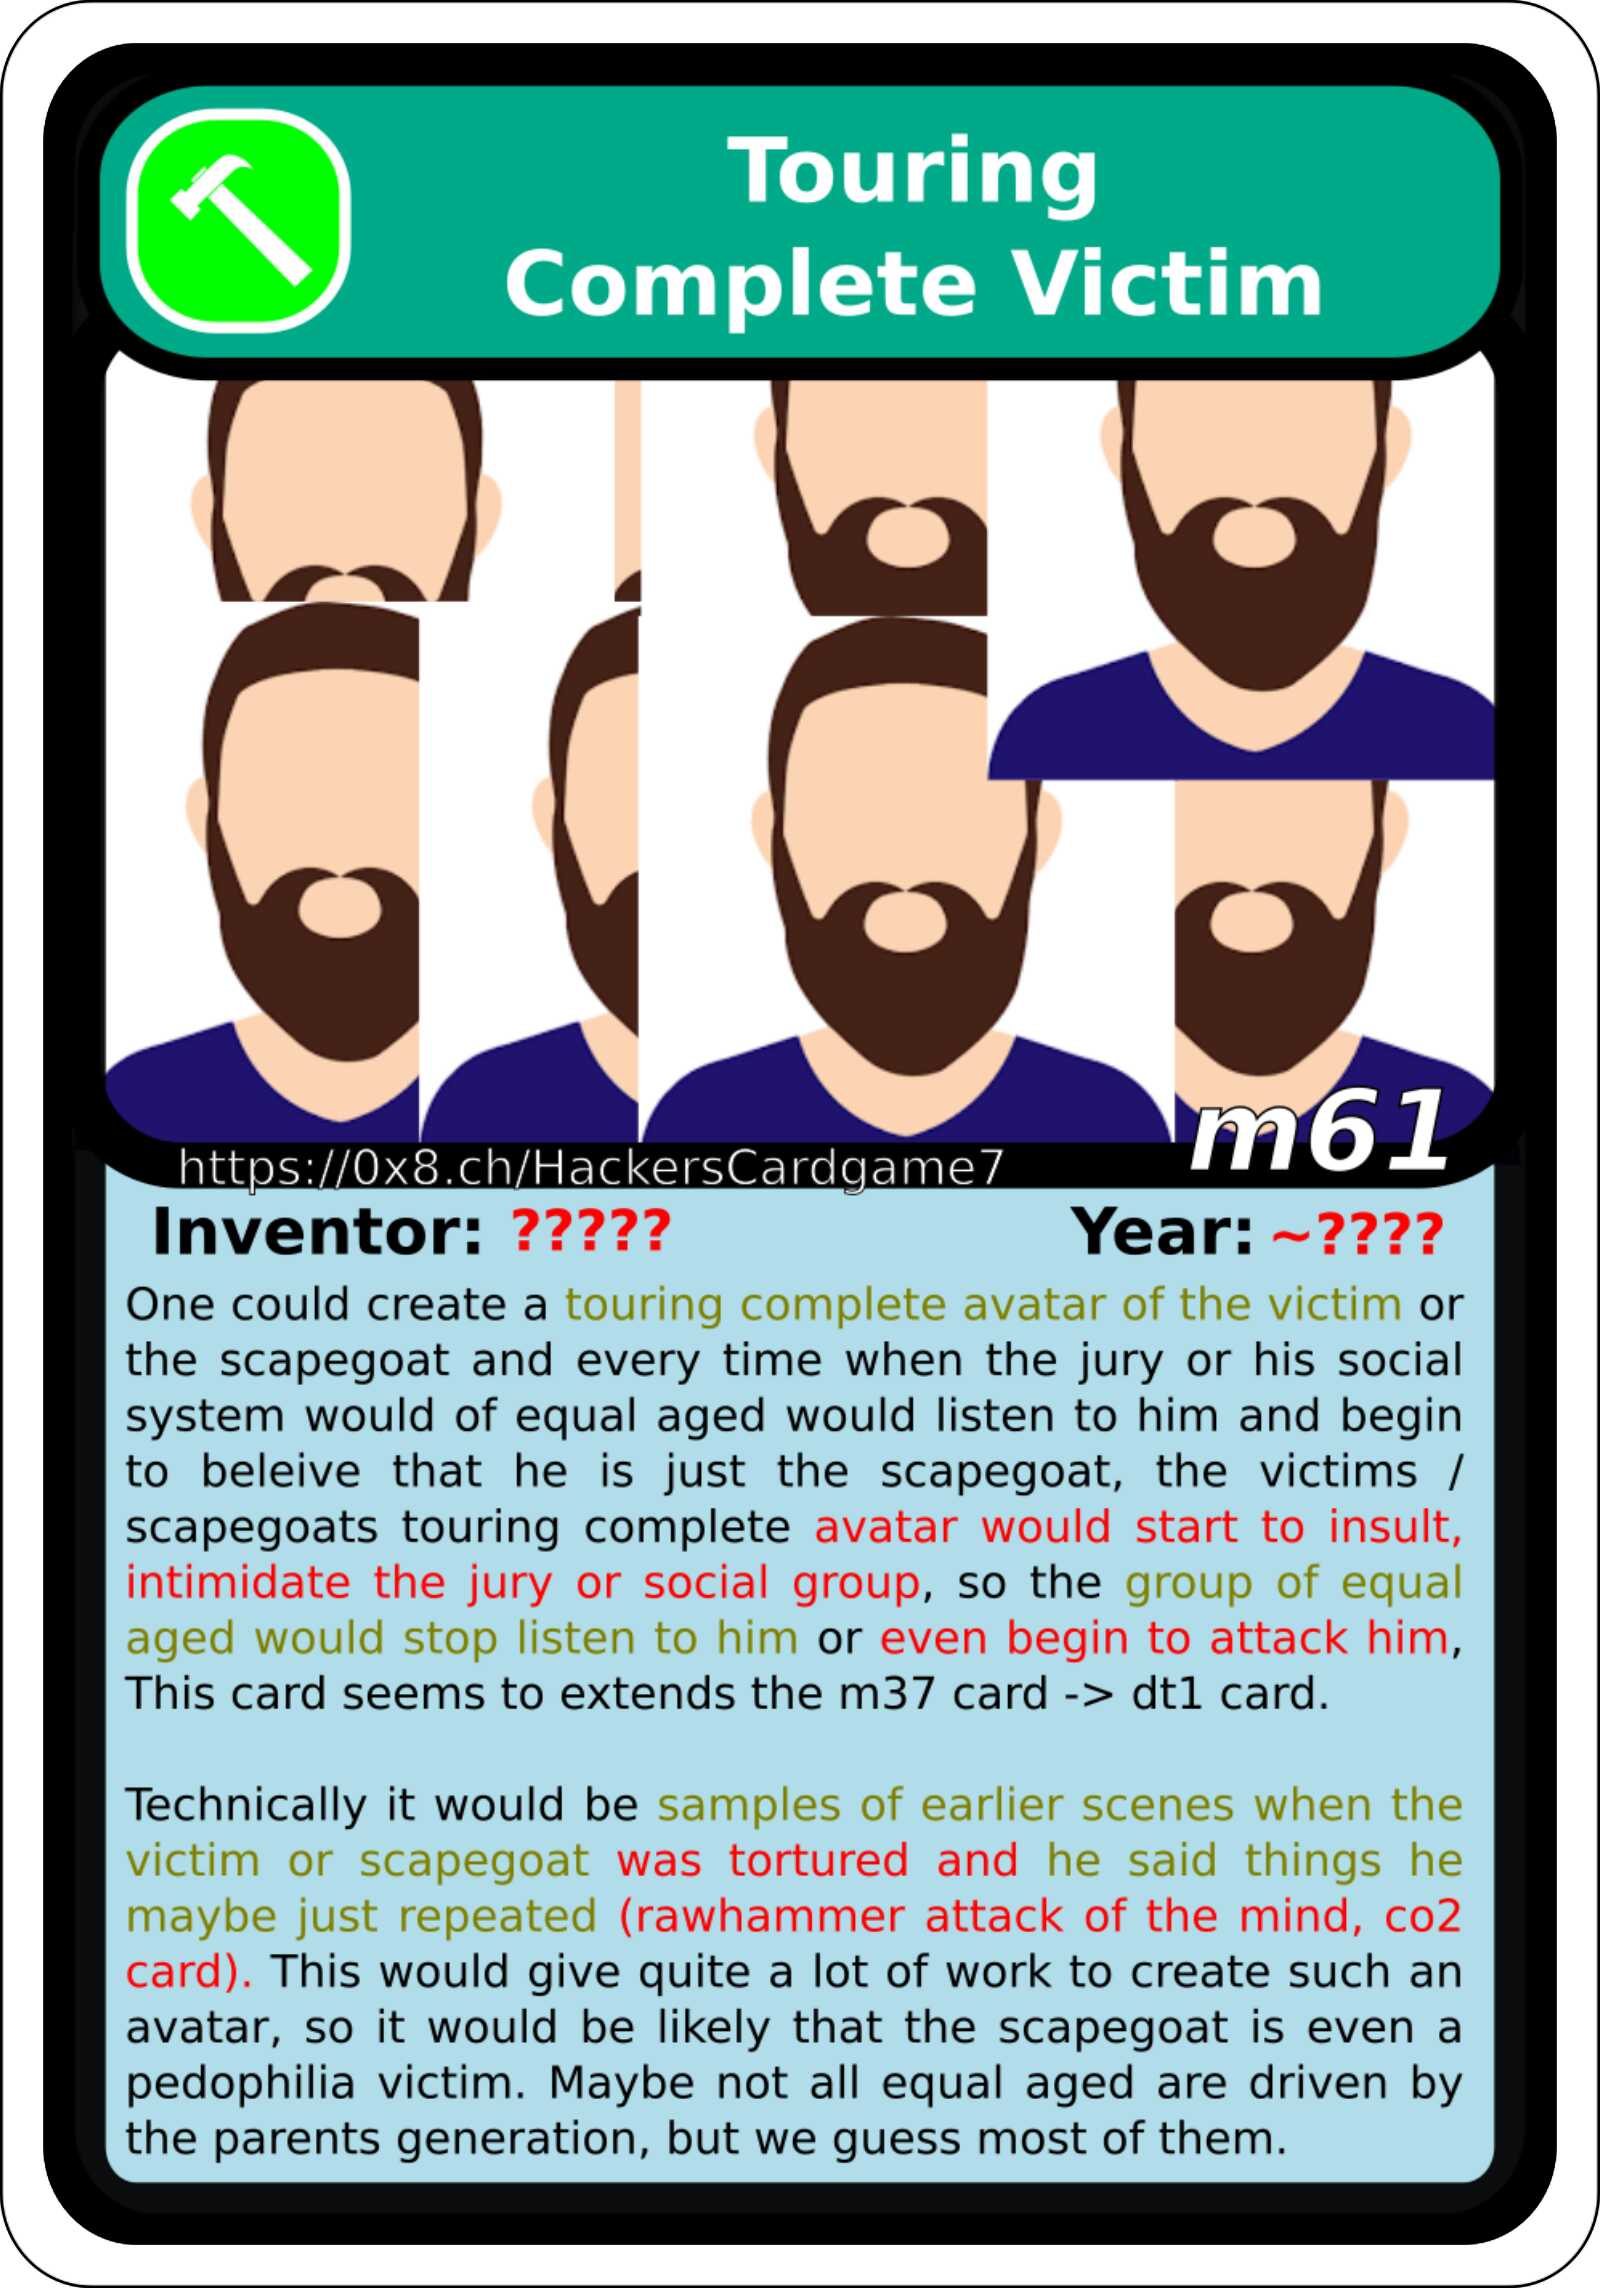 Touring
Complete Victim
m61
https://0x8.ch/HackersCardgame7
Inventor: ????? Year: ~????
One could create a touring complete avatar of the victim or
the scapegoat and every time when the jury or his social
system would of equal aged would listen to him and begin
to beleive that he is just the scapegoat, the victims /
scapegoats touring complete avatar would start to insult,
intimidate the jury or social group, so the group of equal
aged would stop listen to him or even begin to attack him,
This card seems to extends the m37 card -> dt1 card.
Technically it would be samples of earlier scenes when the
victim or scapegoat was tortured and he said things he
maybe just repeated (rawhammer attack of the mind, co2
card). This would give quite a lot of work to create such an
avatar, so it would be likely that the scapegoat is even a
pedophilia victim. Maybe not all equal aged are driven by
the parents generation, but we guess most of them.